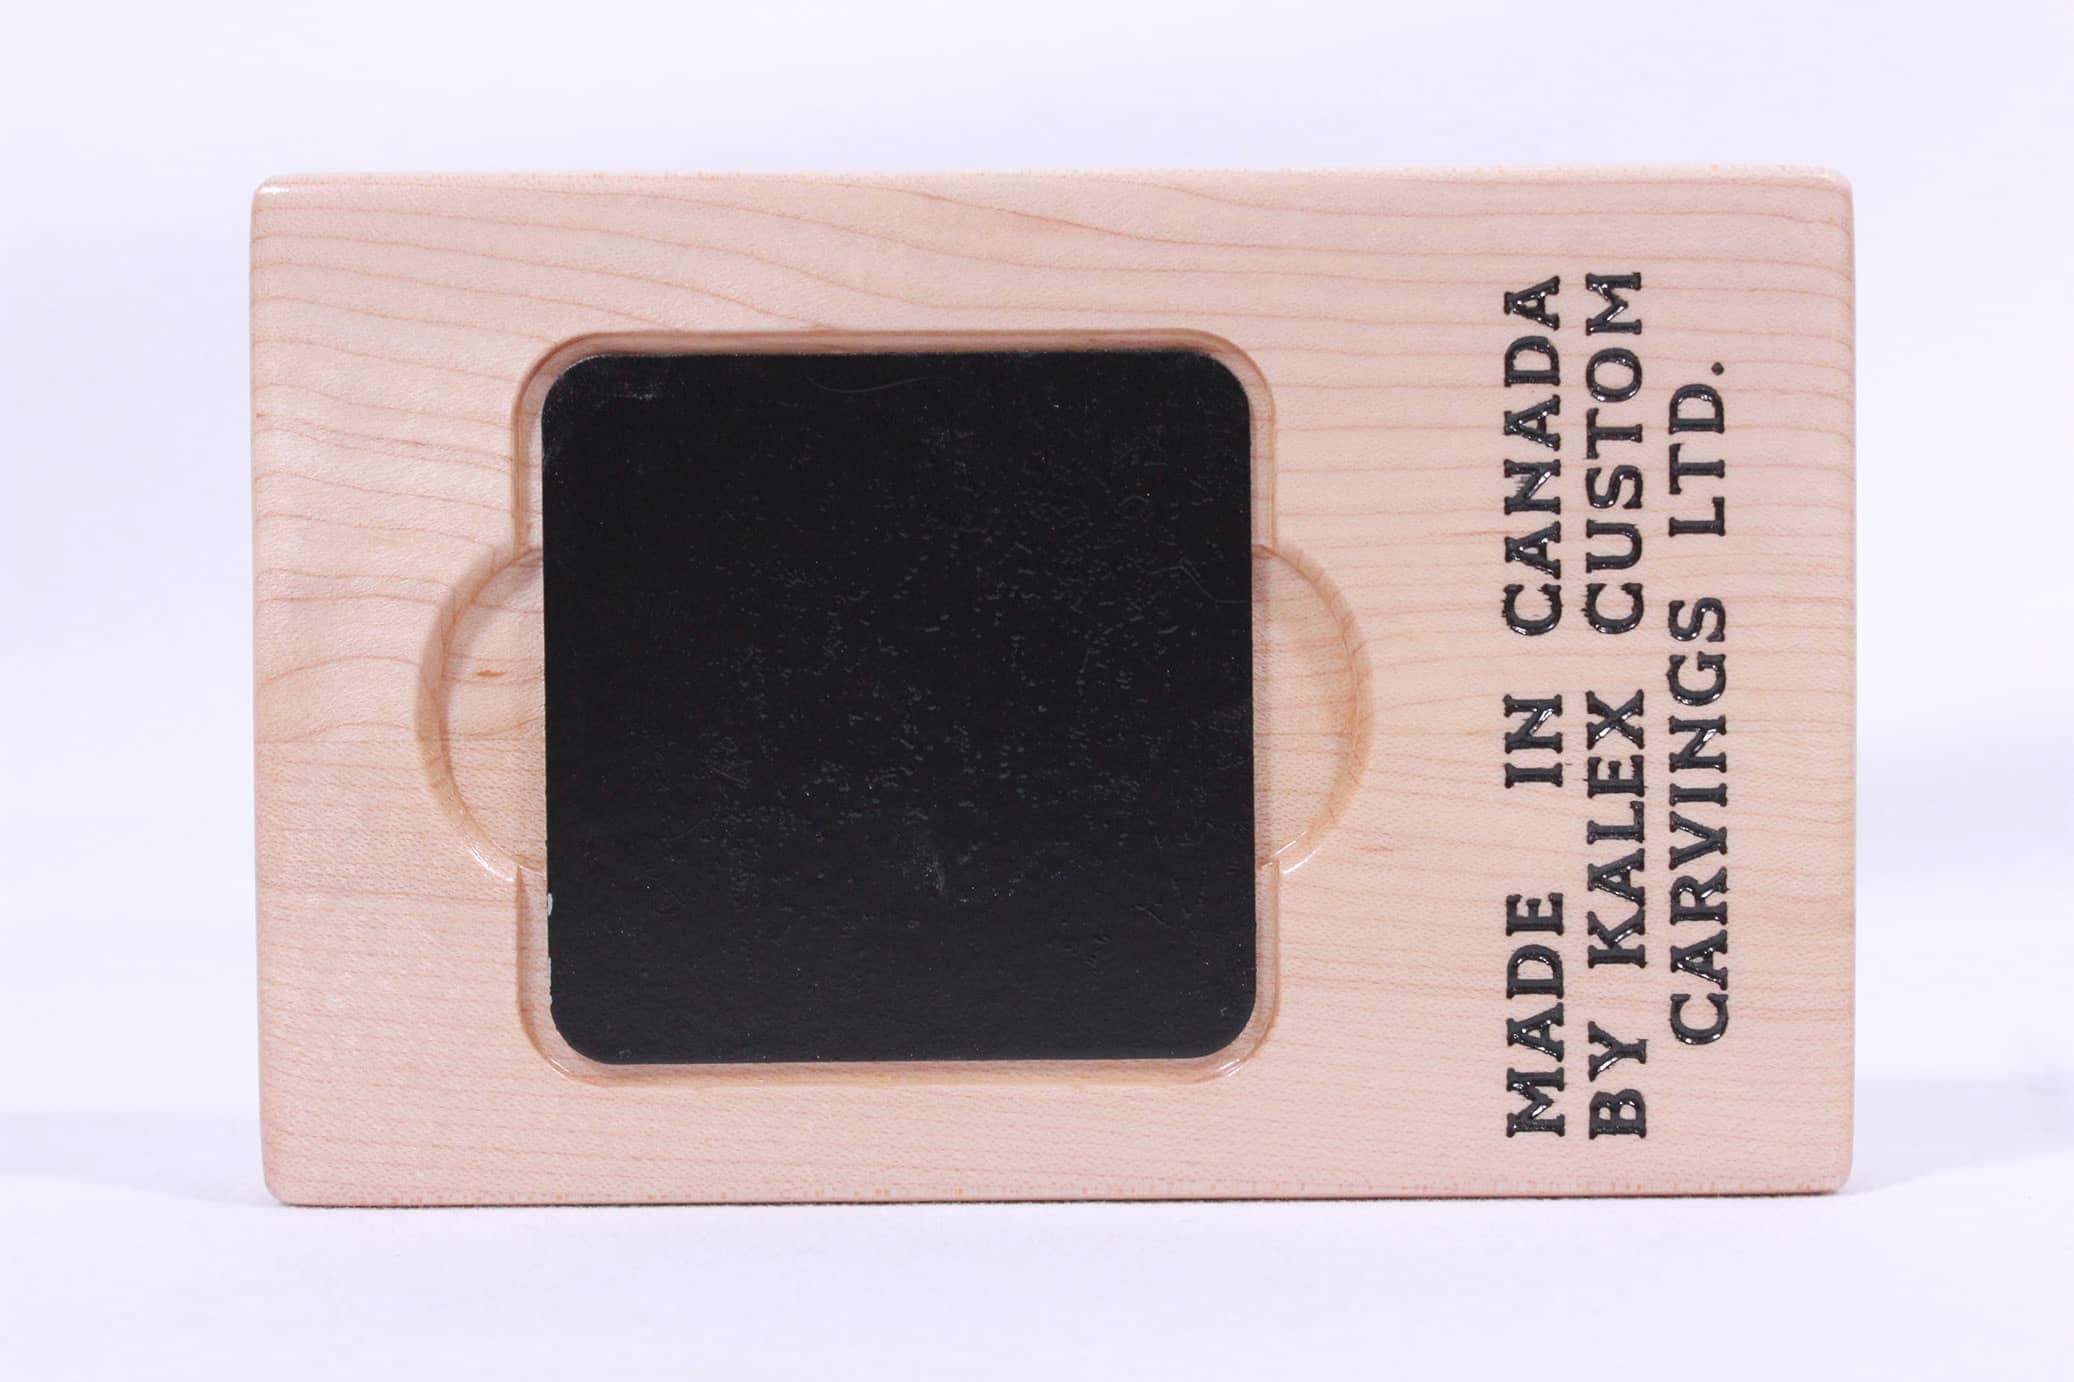 MADE IN CANADA
BY KALEX CUSTOM
CARVINGS LTD.